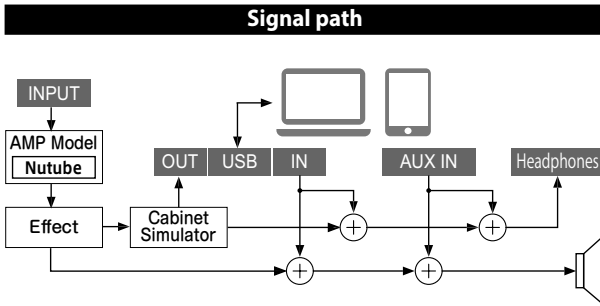 Signal path
INPUT
AMP Model
Nutube
OUT USB IN
AUX IN
Headphones
Effect
Cabinet
Simulator